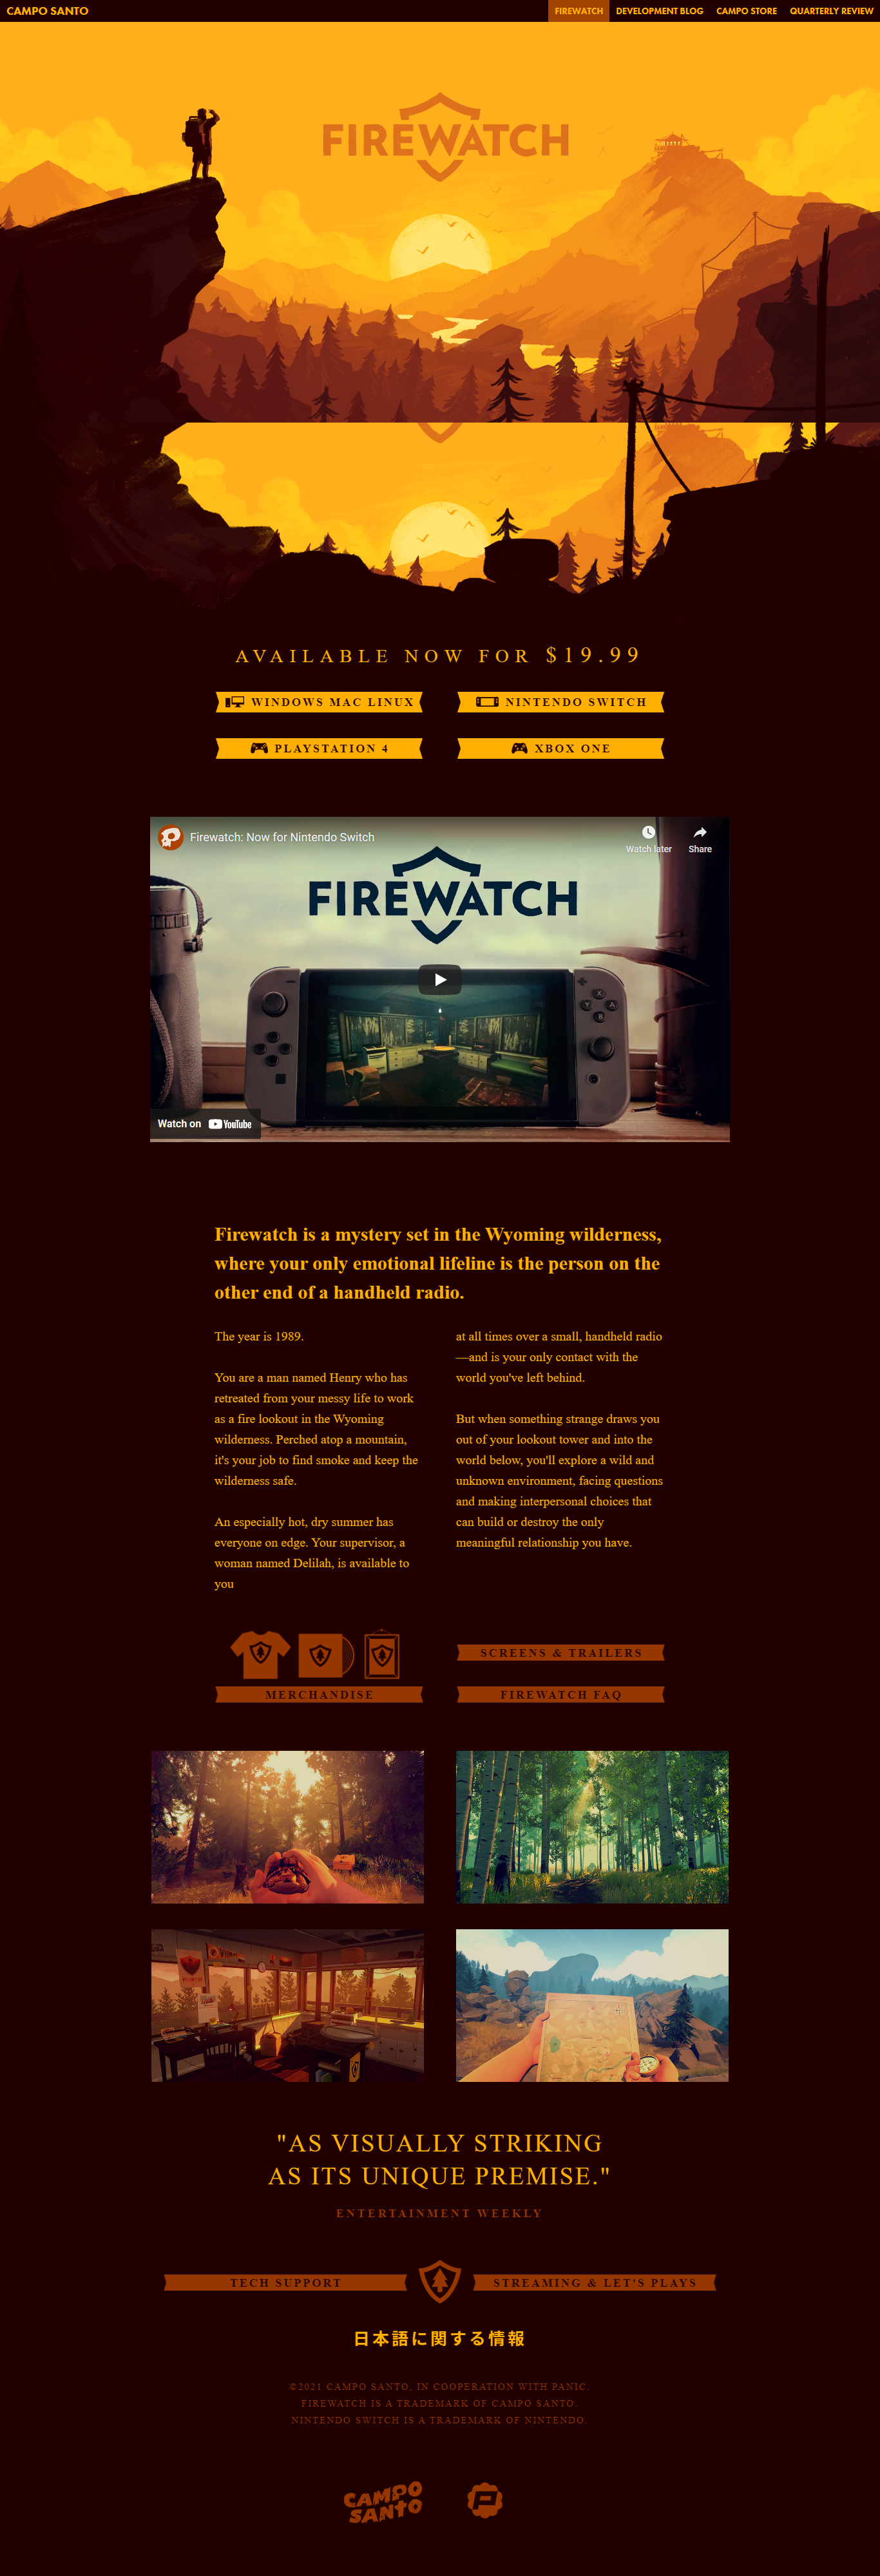 CAMPO SANTO
FIREWATCH DEVELOPMENT BLOG CAMPO STORE QUARTERLY REVIEW
FIREWATCH
AVAILABLE NOW FOR $19.99
WINDOWS MAC LINUX
NINTENDO SWITCH
PLAYSTATION 4
XBOX ONE
Firewatch: Now for Nintendo Switch
Watch later
Share
FIREWATCH
Watch on YouTube
Firewatch is a mystery set in the Wyoming wilderness,
where your only emotional lifeline is the person on the
other end of a handheld radio.
The year is 1989.
You are a man named Henry who has
retreated from your messy life to work
as a fire lookout in the Wyoming
wilderness. Perched atop a mountain,
it's your job to find smoke and keep the
wilderness safe.
An especially hot, dry summer has
everyone on edge. Your supervisor, a
woman named Delilah, is available to
you
at all times over a small, handheld radio
—and is your only contact with the
world you've left behind.
But when something strange draws you
out of your lookout tower and into the
world below, you'll explore a wild and
unknown environment, facing questions
and making interpersonal choices that
can build or destroy the only
meaningful relationship you have.
MERCHANDISE
SCREENS & TRAILERS
FIREWATCH FAQ
"AS VISUALLY STRIKING
AS ITS UNIQUE PREMISE."
ENTERTAINMENT WEEKLY
TECH SUPPORT
STREAMING & LET'S PLAYS
日本語に関する情報
©2021 CAMPO SANTO, IN COOPERATION WITH PANIC.
FIREWATCH IS A TRADEMARK OF CAMPO SANTO.
NINTENDO SWITCH IS A TRADEMARK OF NINTENDO.
CAMPO
SANTO